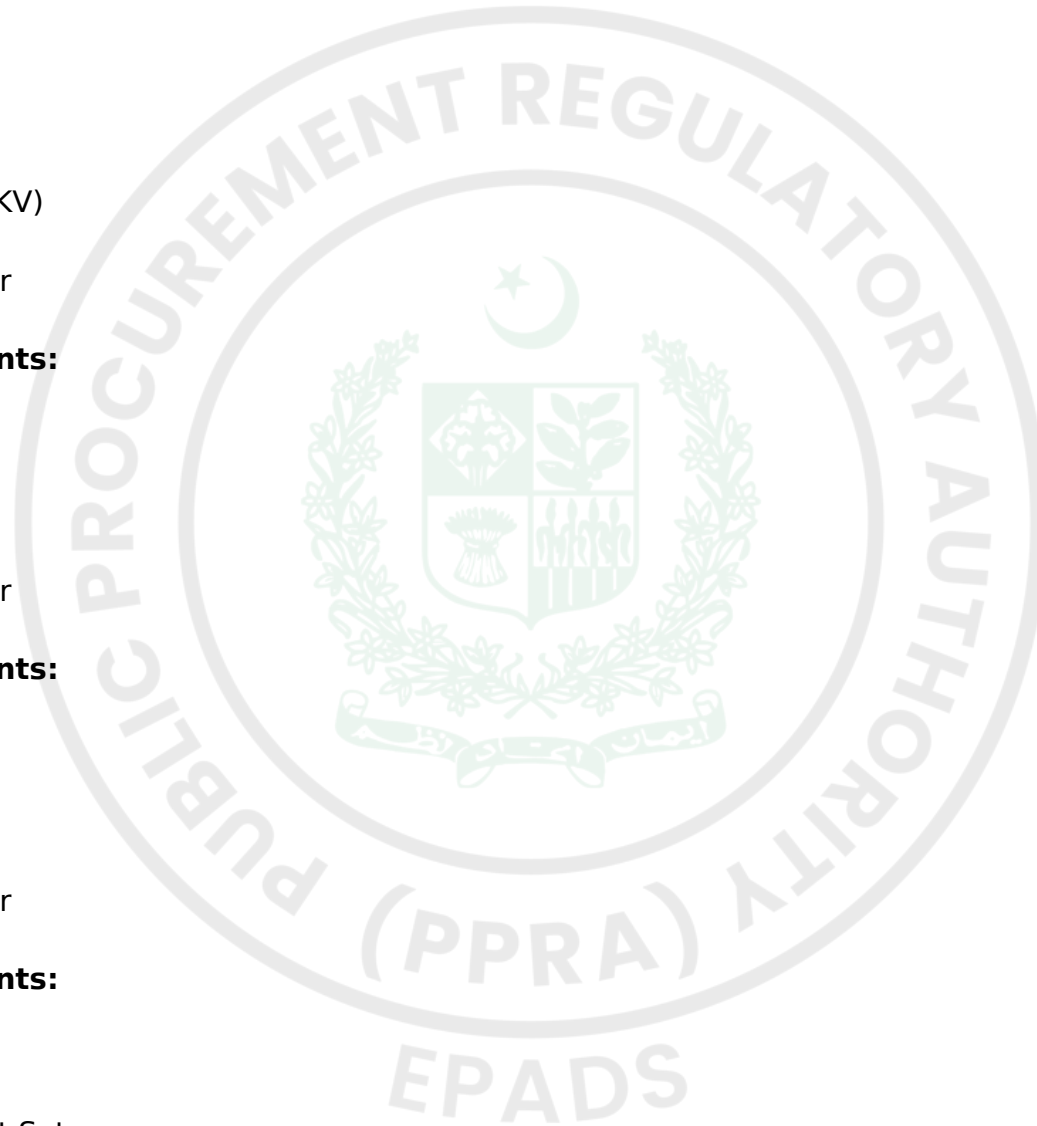 KV)
r
nts:
r
nts:
r
nts:
PUBLIC PROCUREMENT REGULATORY AUTHORITY
(PPRA)
EPADS